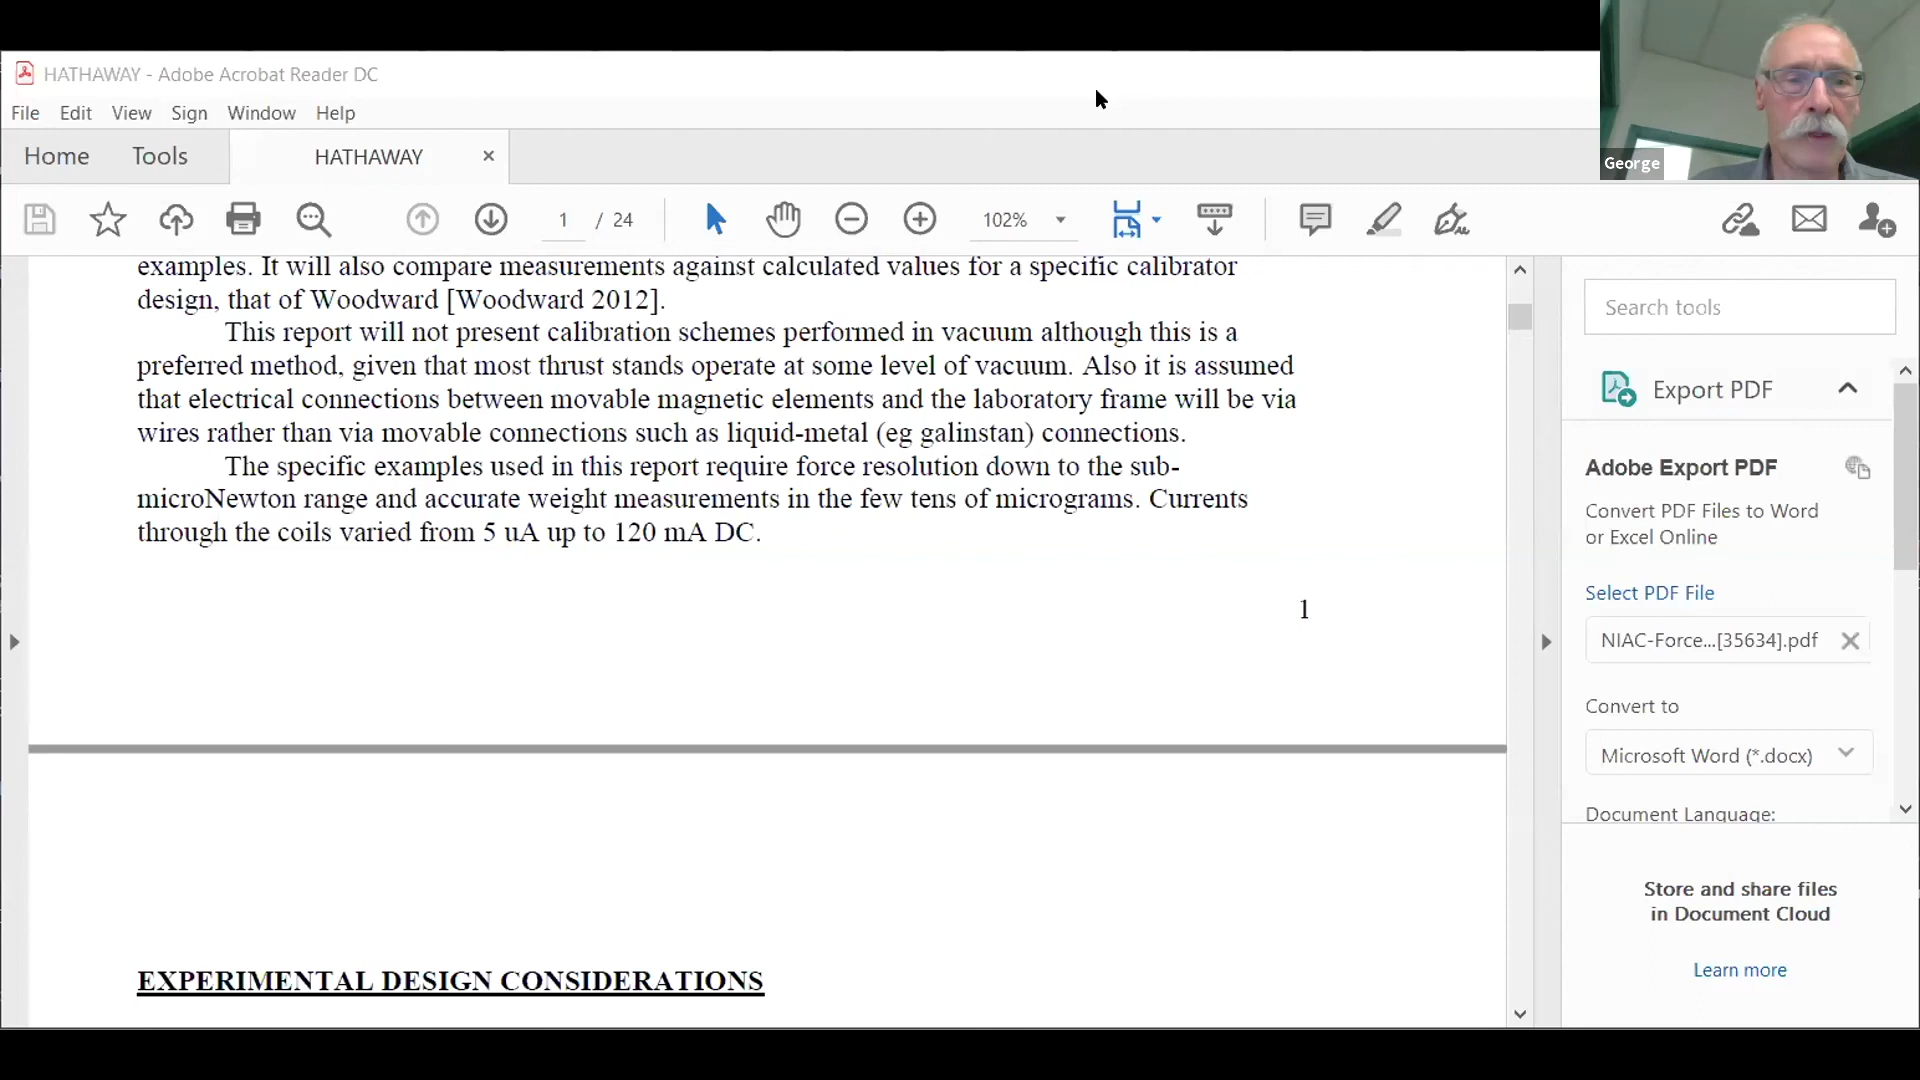 HATHAWAY - Adobe Acrobat Reader DC
File Edit View Sign Window Help
Home Tools HATHAWAY
1 / 24 102%
George
examples. It will also compare measurements against calculated values for a specific calibrator
design, that of Woodward [Woodward 2012].
This report will not present calibration schemes performed in vacuum although this is a
preferred method, given that most thrust stands operate at some level of vacuum. Also it is assumed
that electrical connections between movable magnetic elements and the laboratory frame will be via
wires rather than via movable connections such as liquid-metal (eg galinstan) connections.
The specific examples used in this report require force resolution down to the sub-
microNewton range and accurate weight measurements in the few tens of micrograms. Currents
through the coils varied from 5 uA up to 120 mA DC.
1
EXPERIMENTAL DESIGN CONSIDERATIONS
Search tools
Export PDF
Adobe Export PDF
Convert PDF Files to Word
or Excel Online
Select PDF File
NIAC-Force...[35634].pdf
Convert to
Microsoft Word (*.docx)
Document Language:
Store and share files
in Document Cloud
Learn more